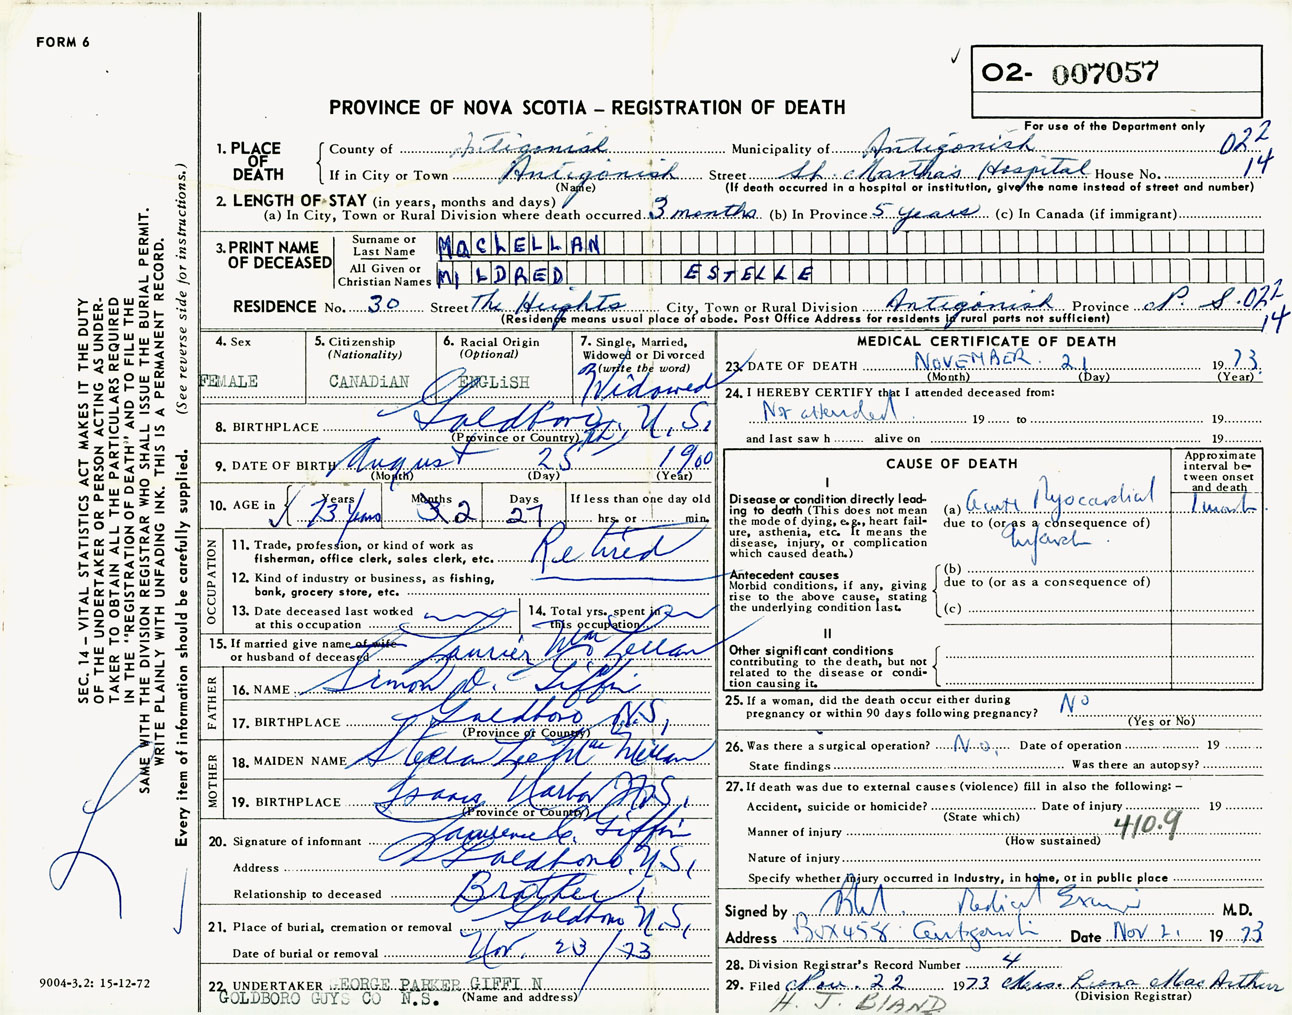 FORM 6
O2- 007057
For use of the Department only
PROVINCE OF NOVA SCOTIA – REGISTRATION OF DEATH
1. PLACE OF DEATH
County of Antigonish Municipality of Antigonish 022
If in City or Town Antigonish Street St. Martha's Hospital House No. 14
(Name) (If death occurred in a hospital or institution, give the name instead of street and number)
2. LENGTH OF STAY (in years, months and days)
(a) In City, Town or Rural Division where death occurred 3 months (b) In Province 5 years (c) In Canada (if immigrant)
3. PRINT NAME OF DECEASED
Surname or Last Name MacLELLAN
All Given or Christian Names MILDRED ESTELLE
RESIDENCE No. 30 Street The Heights City, Town or Rural Division Antigonish Province N. S. 022
14
(Residence means usual place of abode. Post Office Address for residents in rural parts not sufficient)
4. Sex
FEMALE
5. Citizenship (Nationality)
CANADiAN
6. Racial Origin (Optional)
ENGLiSH
7. Single, Married, Widowed or Divorced (write the word)
Widowed
8. BIRTHPLACE Goldboro, N.S.
(Province or Country)
9. DATE OF BIRTH August 25 1900
(Month) (Day) (Year)
10. AGE in Years Months Days If less than one day old
73 years 2 27 hrs. or min.
OCCUPATION
11. Trade, profession, or kind of work as fisherman, office clerk, sales clerk, etc. Retired
12. Kind of industry or business, as fishing, bank, grocery store, etc.
13. Date deceased last worked at this occupation
14. Total yrs. spent in this occupation
15. If married give name of wife or husband of deceased Laurier MacLellan
FATHER
16. NAME Simon D. Giffin
17. BIRTHPLACE Goldboro N.S.
(Province or Country)
MOTHER
18. MAIDEN NAME Stella MacMillan
19. BIRTHPLACE Isaacs Harbor N.S.
(Province or Country)
20. Signature of informant Lawrence C. Giffin
Address Goldboro, N.S.
Relationship to deceased Brother
21. Place of burial, cremation or removal Goldboro N.S.
Date of burial or removal Nov. 23/73
22. UNDERTAKER GEORGE PARKER GIFFI N
GOLDBORO GUYS CO N.S. (Name and address)
MEDICAL CERTIFICATE OF DEATH
23. DATE OF DEATH NOVEMBER 21 1973
(Month) (Day) (Year)
24. I HEREBY CERTIFY that I attended deceased from:
Not attended 19 to 19
and last saw h alive on 19
CAUSE OF DEATH
Approximate interval between onset and death
I
Disease or condition directly leading to death (This does not mean the mode of dying, e.g., heart failure, asthenia, etc. It means the disease, injury, or complication which caused death.)
(a) Acute Myocardial
due to (or as a consequence of)
Infarct
Antecedent causes
Morbid conditions, if any, giving rise to the above cause, stating the underlying condition last.
(b)
due to (or as a consequence of)
(c)
II
Other significant conditions
contributing to the death, but not related to the disease or condition causing it.
25. If a woman, did the death occur either during pregnancy or within 90 days following pregnancy? No
(Yes or No)
26. Was there a surgical operation? No. Date of operation 19
State findings Was there an autopsy?
27. If death was due to external causes (violence) fill in also the following: –
Accident, suicide or homicide? Date of injury 19
(State which)
Manner of injury 410.9
(How sustained)
Nature of injury
Specify whether injury occurred in Industry, in home, or in public place
Signed by Medical Examiner M.D.
Address Box 458 Antigonish Date Nov 21. 1973
28. Division Registrar's Record Number 4
29. Filed Nov. 22 1973 Mrs. Leona MacArthur
(Division Registrar)
H. J. BLAND
SEC. 14 – VITAL STATISTICS ACT MAKES IT THE DUTY
OF THE UNDERTAKER OR PERSON ACTING AS UNDER-
TAKER TO OBTAIN ALL THE PARTICULARS REQUIRED
IN THE "REGISTRATION OF DEATH" AND TO FILE THE
SAME WITH THE DIVISION REGISTRAR WHO SHALL ISSUE THE BURIAL PERMIT.
WRITE PLAINLY WITH UNFADING INK. THIS IS A PERMANENT RECORD.
Every item of information should be carefully supplied. (See reverse side for instructions.)
9004-3.2: 15-12-72